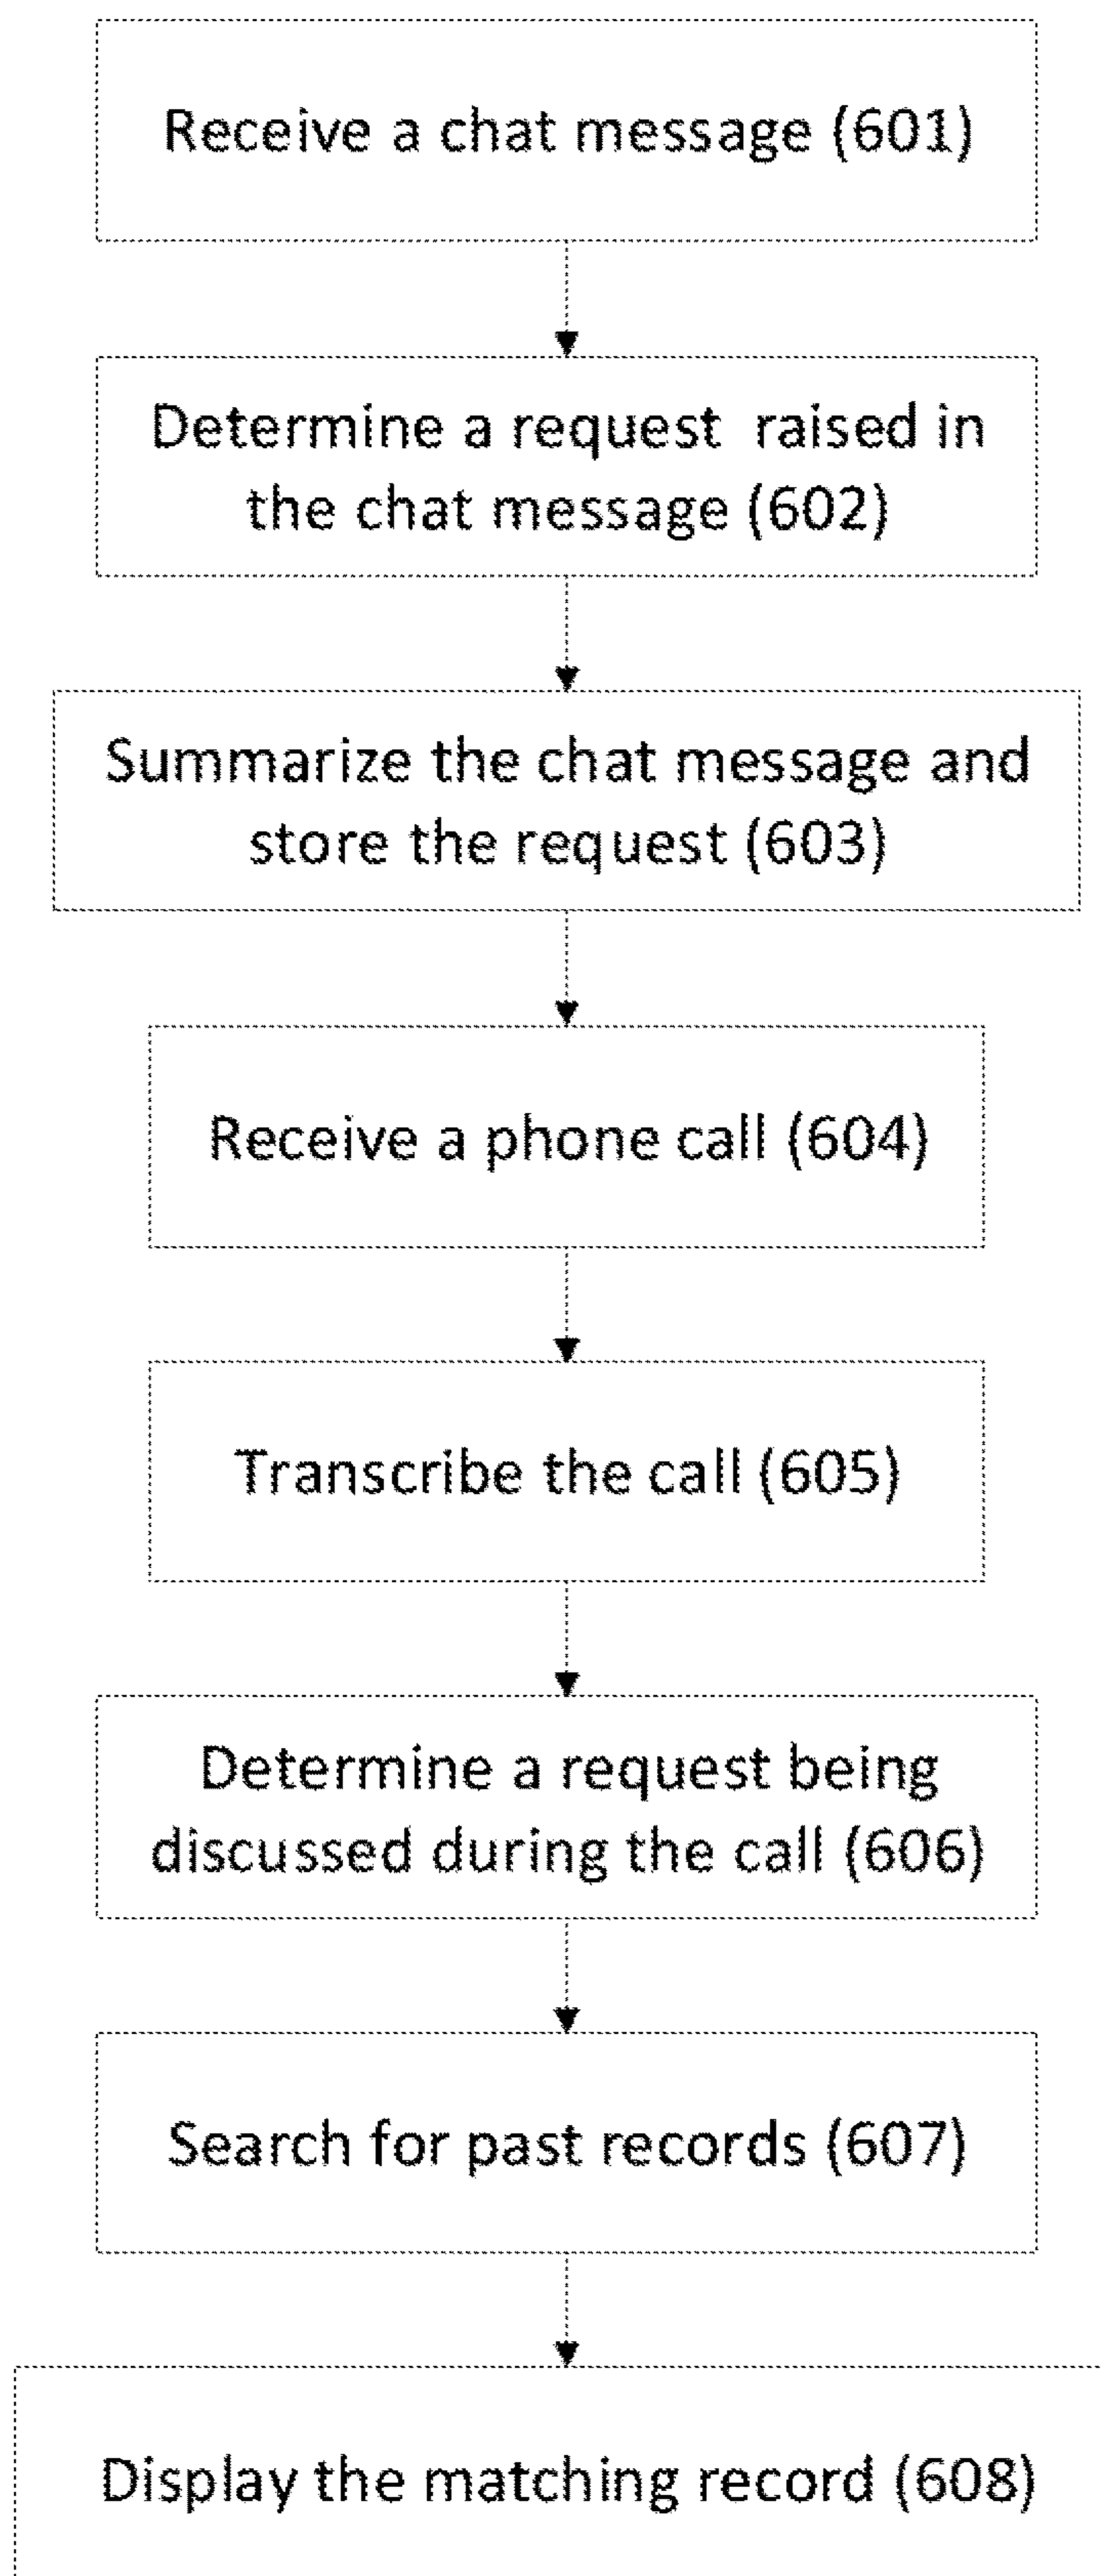 Receive a chat message (601)
Determine a request raised in
the chat message (602)
Summarize the chat message and
store the request (603)
Receive a phone call (604)
Transcribe the call (605)
Determine a request being
discussed during the call (606)
Search for past records (607)
Display the matching record (608)